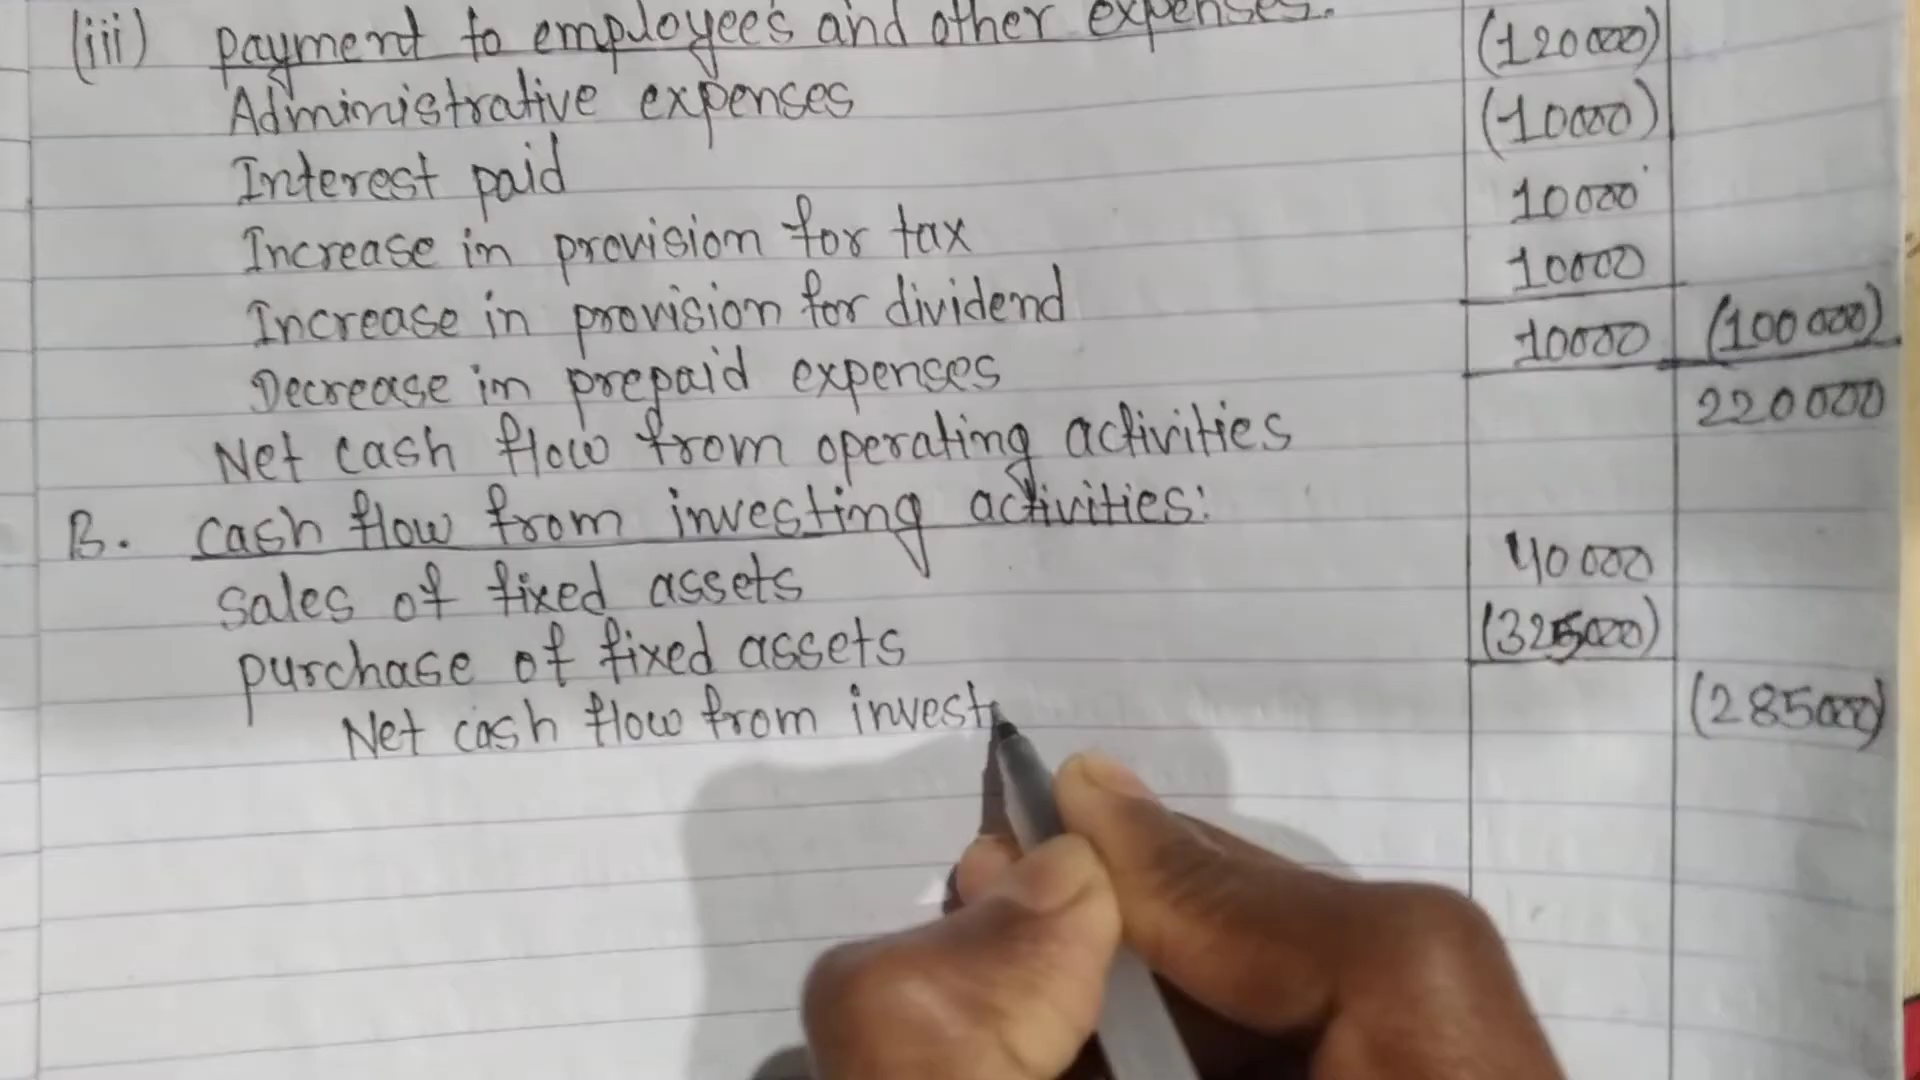 (iii) payment to employees and other expenses.
Administrative expenses (120000)
Interest paid (10000)
Increase in provision for tax 10000
Increase in provision for dividend 10000
Decrease in prepaid expenses 10000 (100000)
Net cash flow from operating activities 220000
B. cash flow from investing activities:
sales of fixed assets 40000
purchase of fixed assets (325000)
Net cash flow from invest (285000)